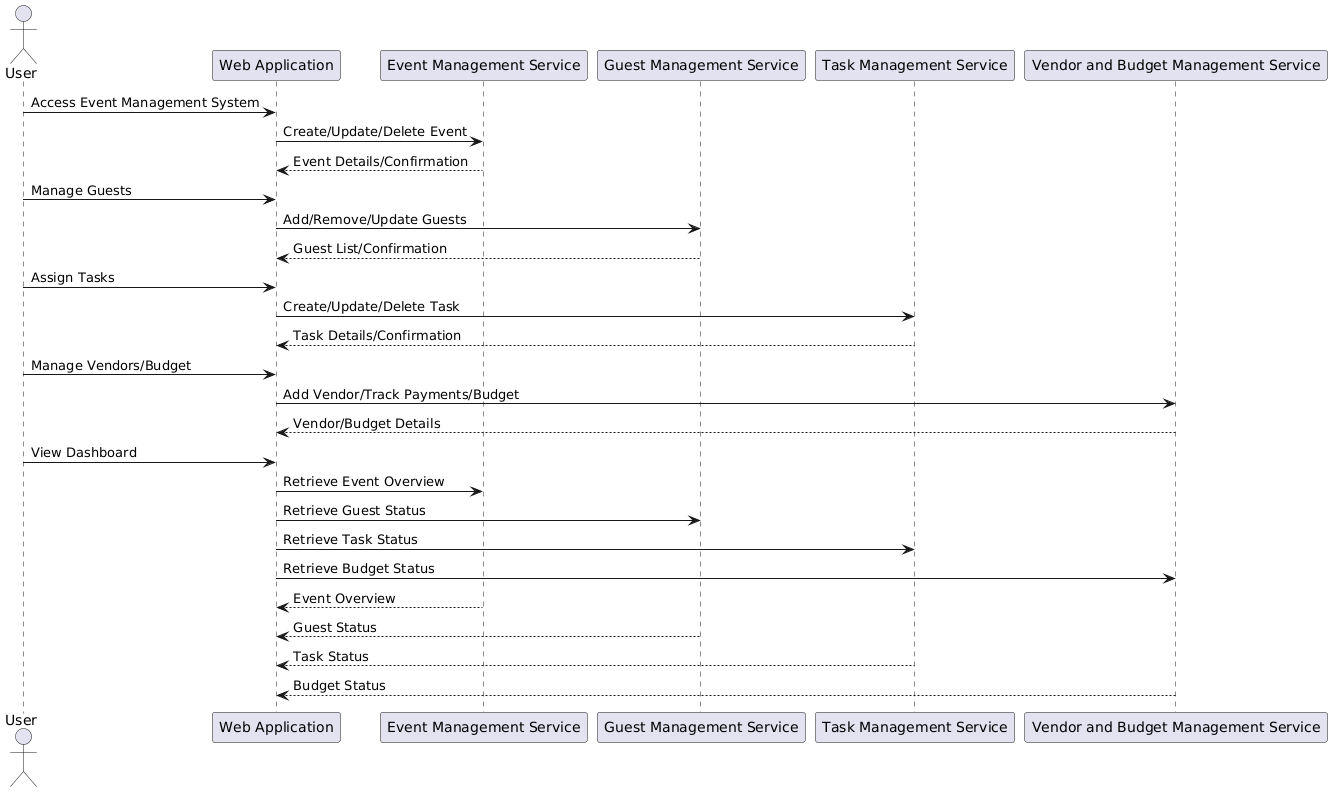 User
Web Application
Event Management Service
Guest Management Service
Task Management Service
Vendor and Budget Management Service
Access Event Management System
Create/Update/Delete Event
Event Details/Confirmation
Manage Guests
Add/Remove/Update Guests
Guest List/Confirmation
Assign Tasks
Create/Update/Delete Task
Task Details/Confirmation
Manage Vendors/Budget
Add Vendor/Track Payments/Budget
Vendor/Budget Details
View Dashboard
Retrieve Event Overview
Retrieve Guest Status
Retrieve Task Status
Retrieve Budget Status
Event Overview
Guest Status
Task Status
Budget Status
User
Web Application
Event Management Service
Guest Management Service
Task Management Service
Vendor and Budget Management Service